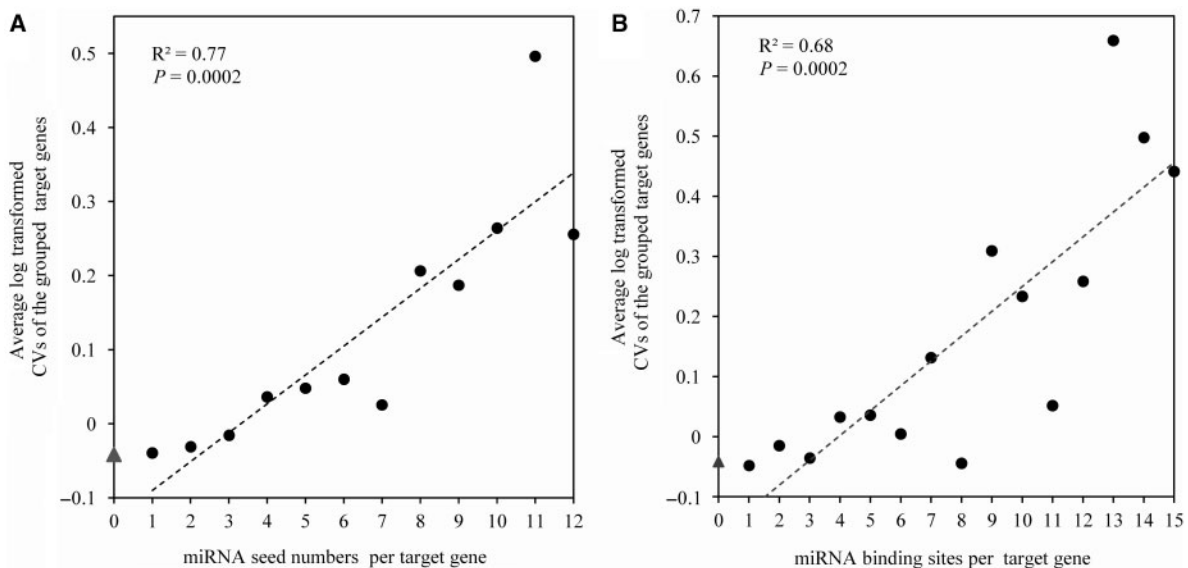 A
R² = 0.77
P = 0.0002
Average log transformed
CVs of the grouped target genes
0.5
0.4
0.3
0.2
0.1
0
−0.1
0 1 2 3 4 5 6 7 8 9 10 11 12
miRNA seed numbers per target gene
B
R² = 0.68
P = 0.0002
Average log transformed
CVs of the grouped target genes
0.7
0.6
0.5
0.4
0.3
0.2
0.1
0
−0.1
0 1 2 3 4 5 6 7 8 9 10 11 12 13 14 15
miRNA binding sites per target gene